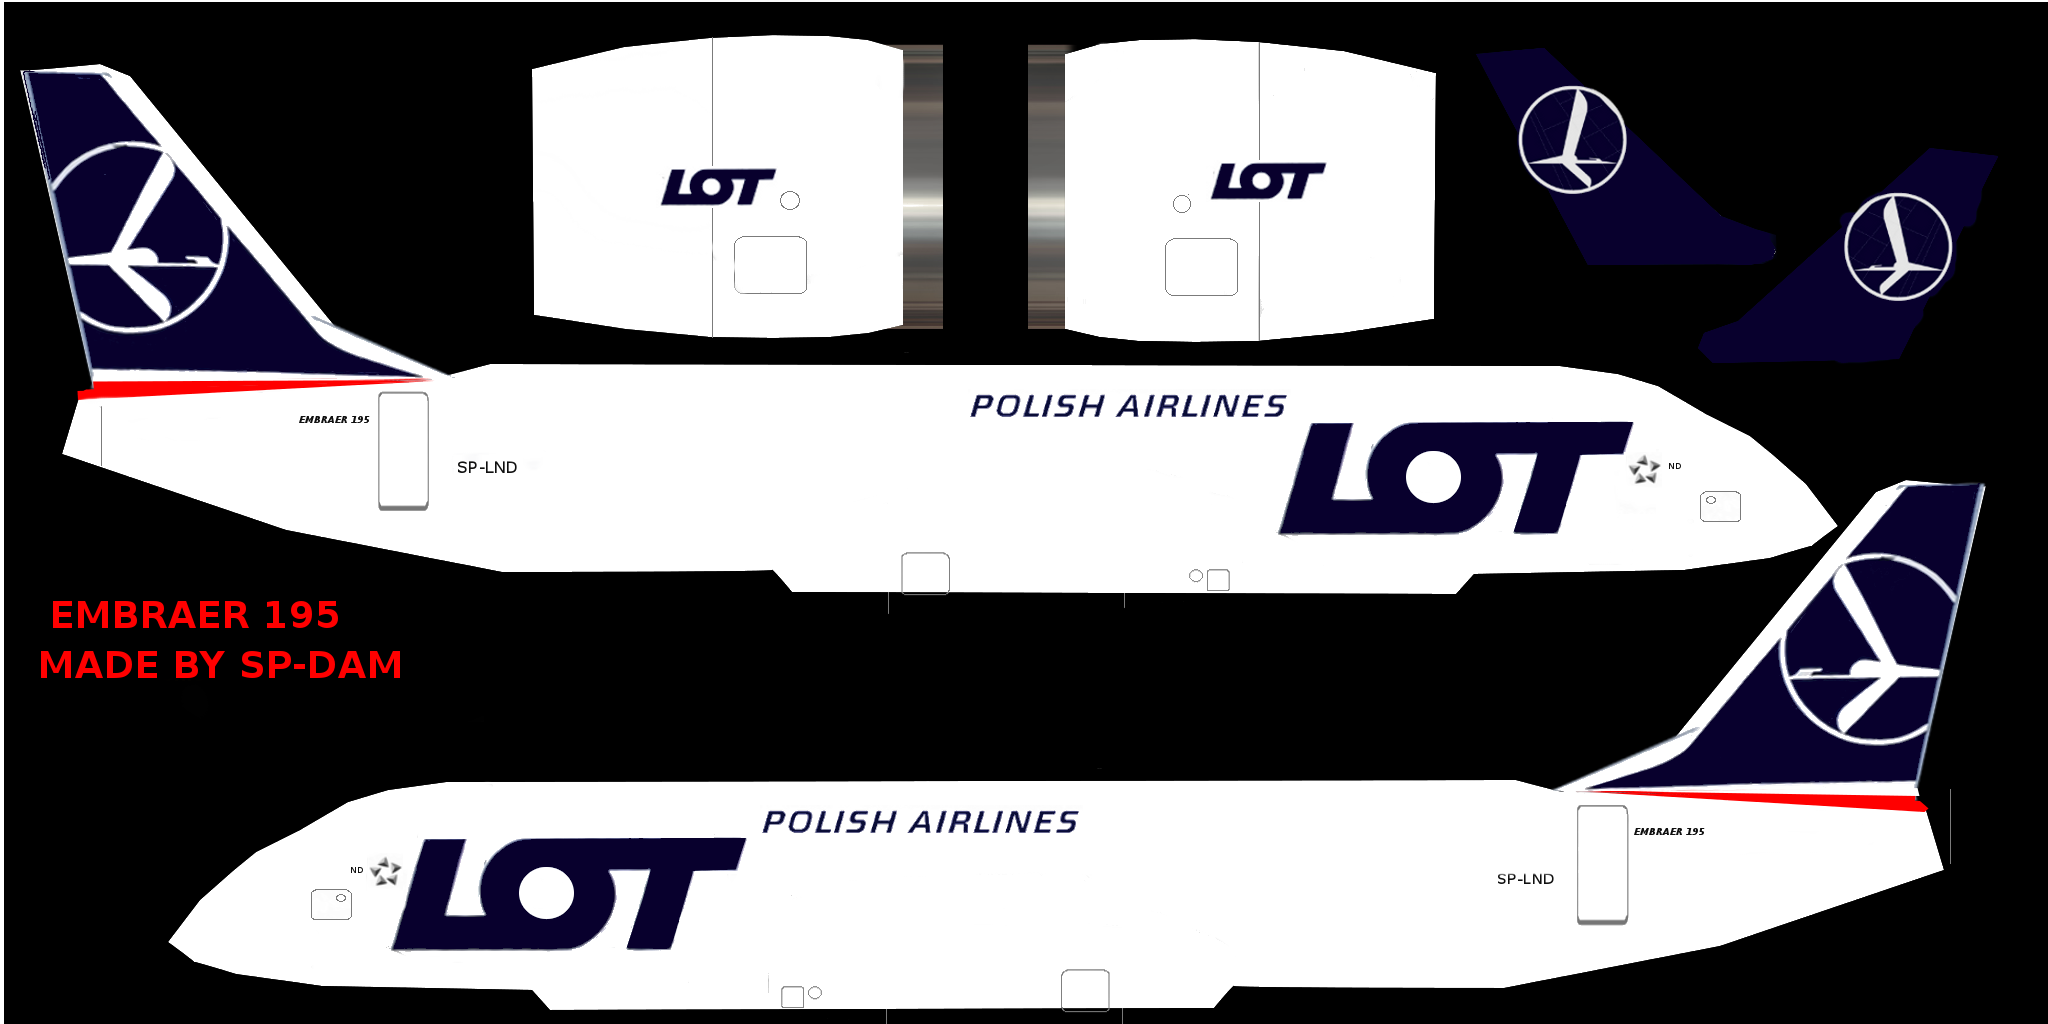 LOT
LOT
POLISH AIRLINES
EMBRAER 195
SP-LND
LOT
ND
EMBRAER 195
MADE BY SP-DAM
POLISH AIRLINES
EMBRAER 195
ND
LOT
SP-LND